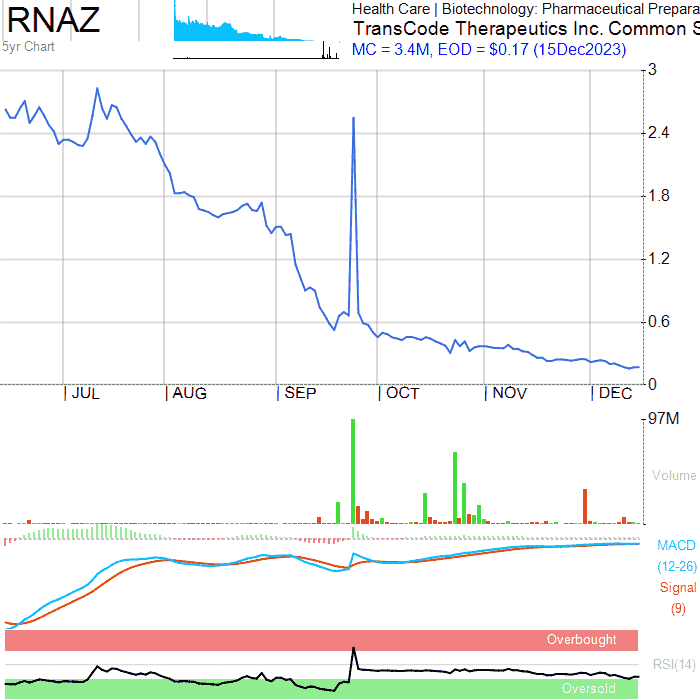 RNAZ
5yr Chart
Health Care | Biotechnology: Pharmaceutical Prepara
TransCode Therapeutics Inc. Common S
MC = 3.4M, EOD = $0.17 (15Dec2023)
3
2.4
1.8
1.2
0.6
0
| JUL | AUG | SEP | OCT | NOV | DEC
97M
Volume
MACD
(12-26)
Signal
(9)
Overbought
RSI(14)
Oversold